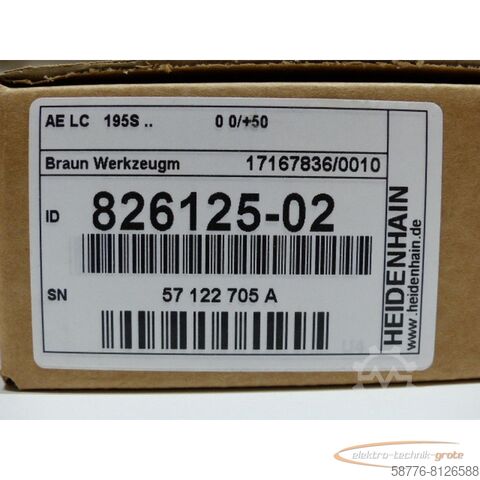 AE LC 195S .. 0 0/+50
Braun Werkzeugm 17167836/0010
ID 826125-02
SN 57 122 705 A
HEIDENHAIN
www.heidenhain.de
elektro-technik-grote
58776-8126588